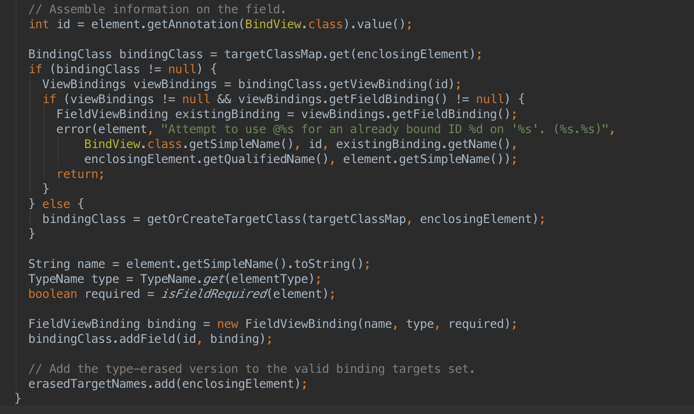 // Assemble information on the field.
int id = element.getAnnotation(BindView.class).value();
BindingClass bindingClass = targetClassMap.get(enclosingElement);
if (bindingClass != null) {
ViewBindings viewBindings = bindingClass.getViewBinding(id);
if (viewBindings != null && viewBindings.getFieldBinding() != null) {
FieldViewBinding existingBinding = viewBindings.getFieldBinding();
error(element, "Attempt to use @%s for an already bound ID %d on '%s'. (%s.%s)",
BindView.class.getSimpleName(), id, existingBinding.getName(),
enclosingElement.getQualifiedName(), element.getSimpleName());
return;
}
} else {
bindingClass = getOrCreateTargetClass(targetClassMap, enclosingElement);
}
String name = element.getSimpleName().toString();
TypeName type = TypeName.get(elementType);
boolean required = isFieldRequired(element);
FieldViewBinding binding = new FieldViewBinding(name, type, required);
bindingClass.addField(id, binding);
// Add the type-erased version to the valid binding targets set.
erasedTargetNames.add(enclosingElement);
}